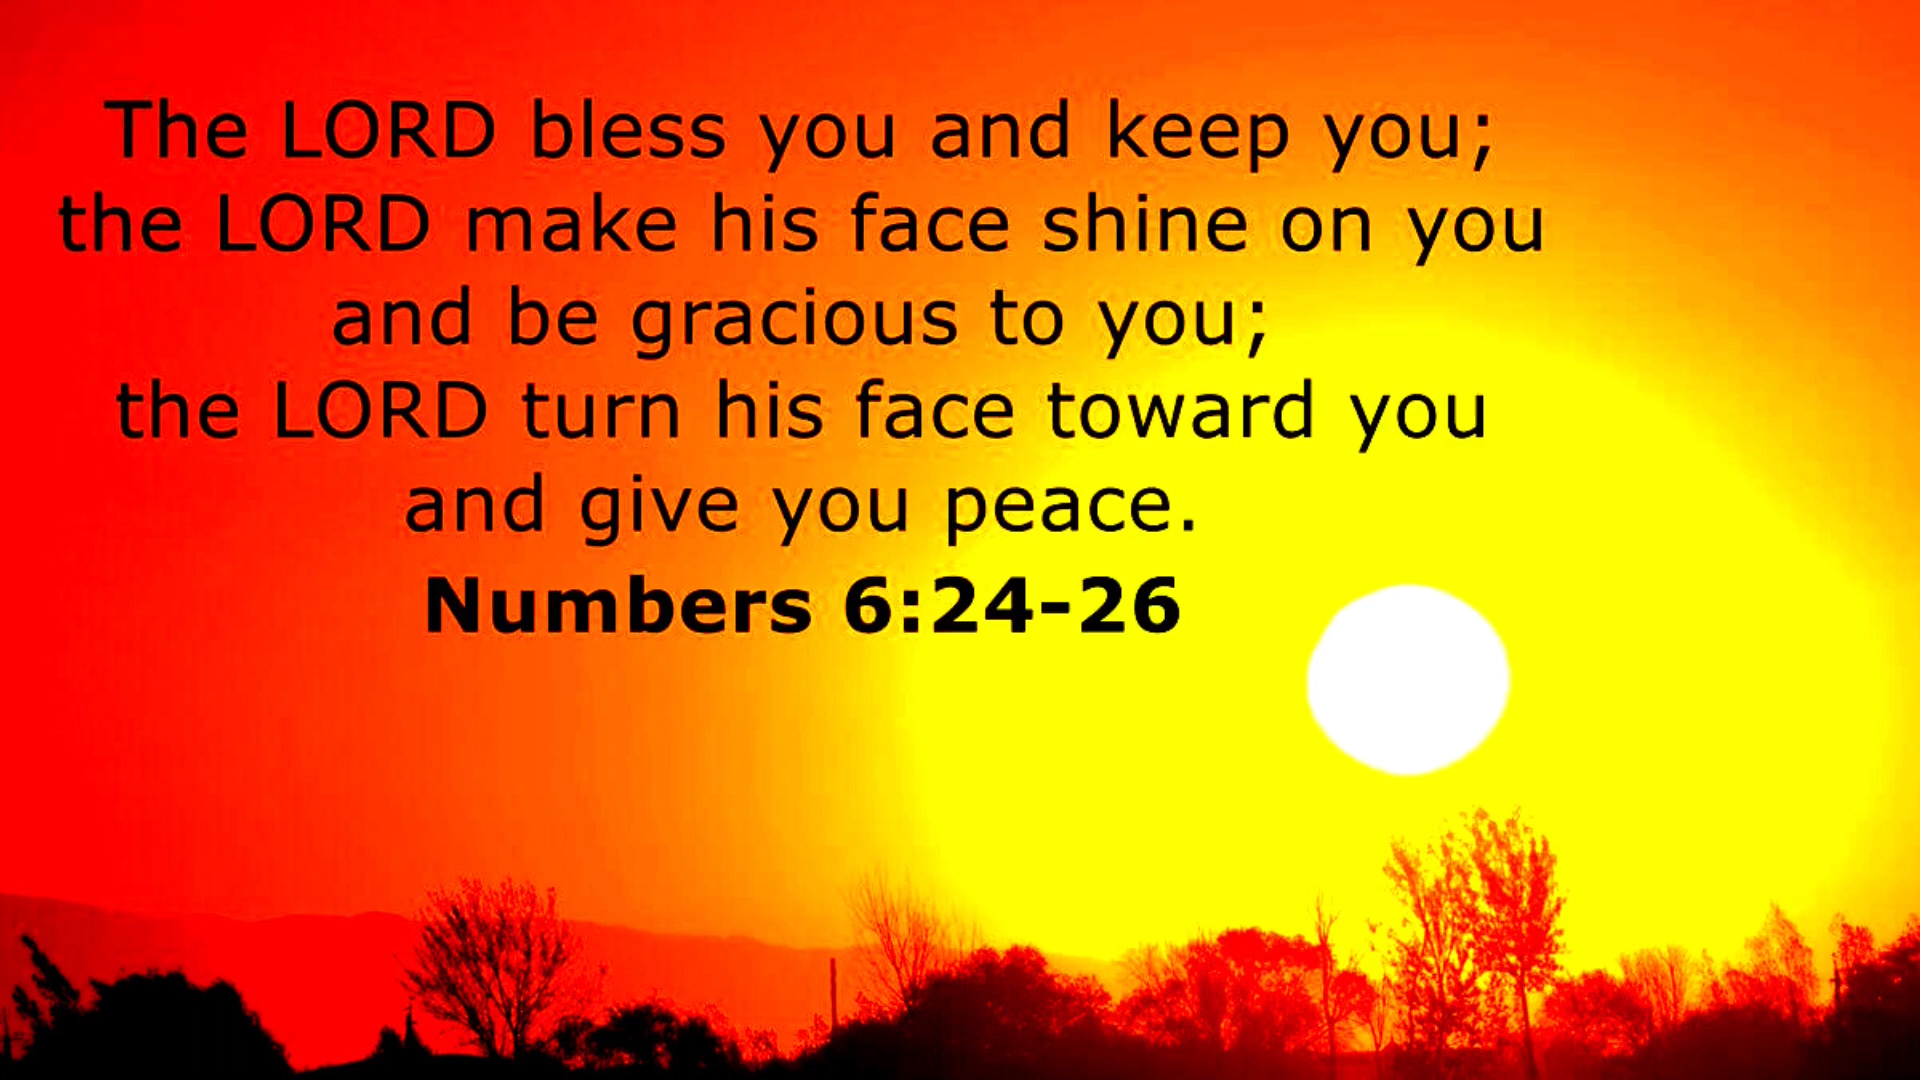 The LORD bless you and keep you;
the LORD make his face shine on you
and be gracious to you;
the LORD turn his face toward you
and give you peace.
Numbers 6:24-26